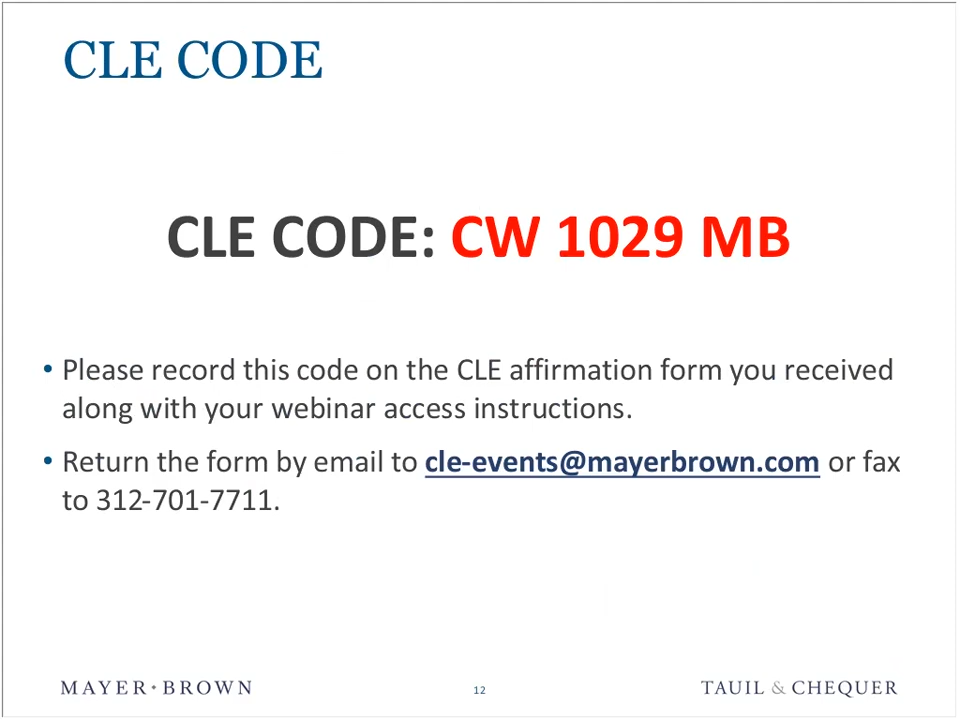 CLE CODE
CLE CODE: CW 1029 MB
• Please record this code on the CLE affirmation form you received
along with your webinar access instructions.
• Return the form by email to cle-events@mayerbrown.com or fax
to 312-701-7711.
MAYER • BROWN
12
TAUIL & CHEQUER